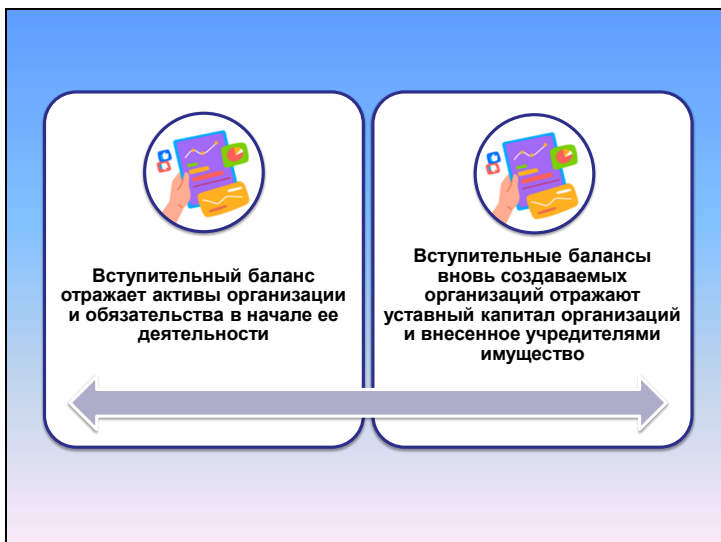 Вступительный баланс
отражает активы организации
и обязательства в начале ее
деятельности
Вступительные балансы
вновь создаваемых
организаций отражают
уставный капитал организаций
и внесенное учредителями
имущество